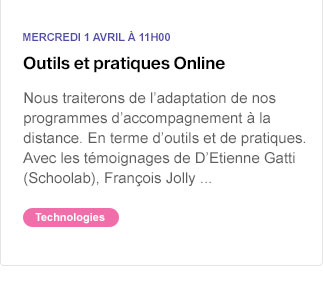 MERCREDI 1 AVRIL À 11H00
Outils et pratiques Online
Nous traiterons de l’adaptation de nos
programmes d’accompagnement à la
distance. En terme d’outils et de pratiques.
Avec les témoignages de D’Etienne Gatti
(Schoolab), François Jolly ...
Technologies